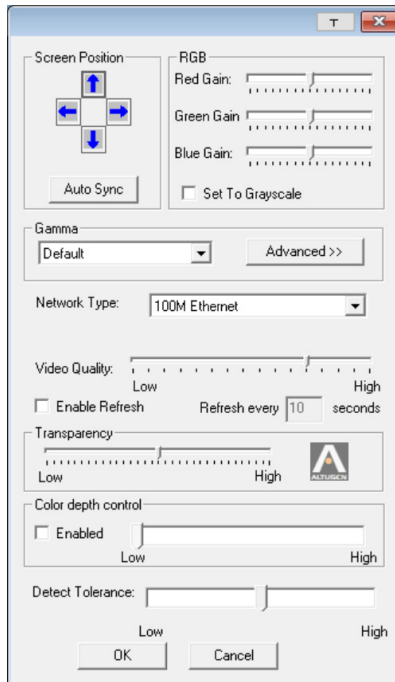 T
Screen Position
RGB
Red Gain:
Green Gain
Blue Gain:
Auto Sync
Set To Grayscale
Gamma
Default
Advanced >>
Network Type:
100M Ethernet
Video Quality:
Low High
Enable Refresh Refresh every 10 seconds
Transparency
Low High
ALTUSEN
Color depth control
Enabled
Low High
Detect Tolerance:
Low High
OK Cancel